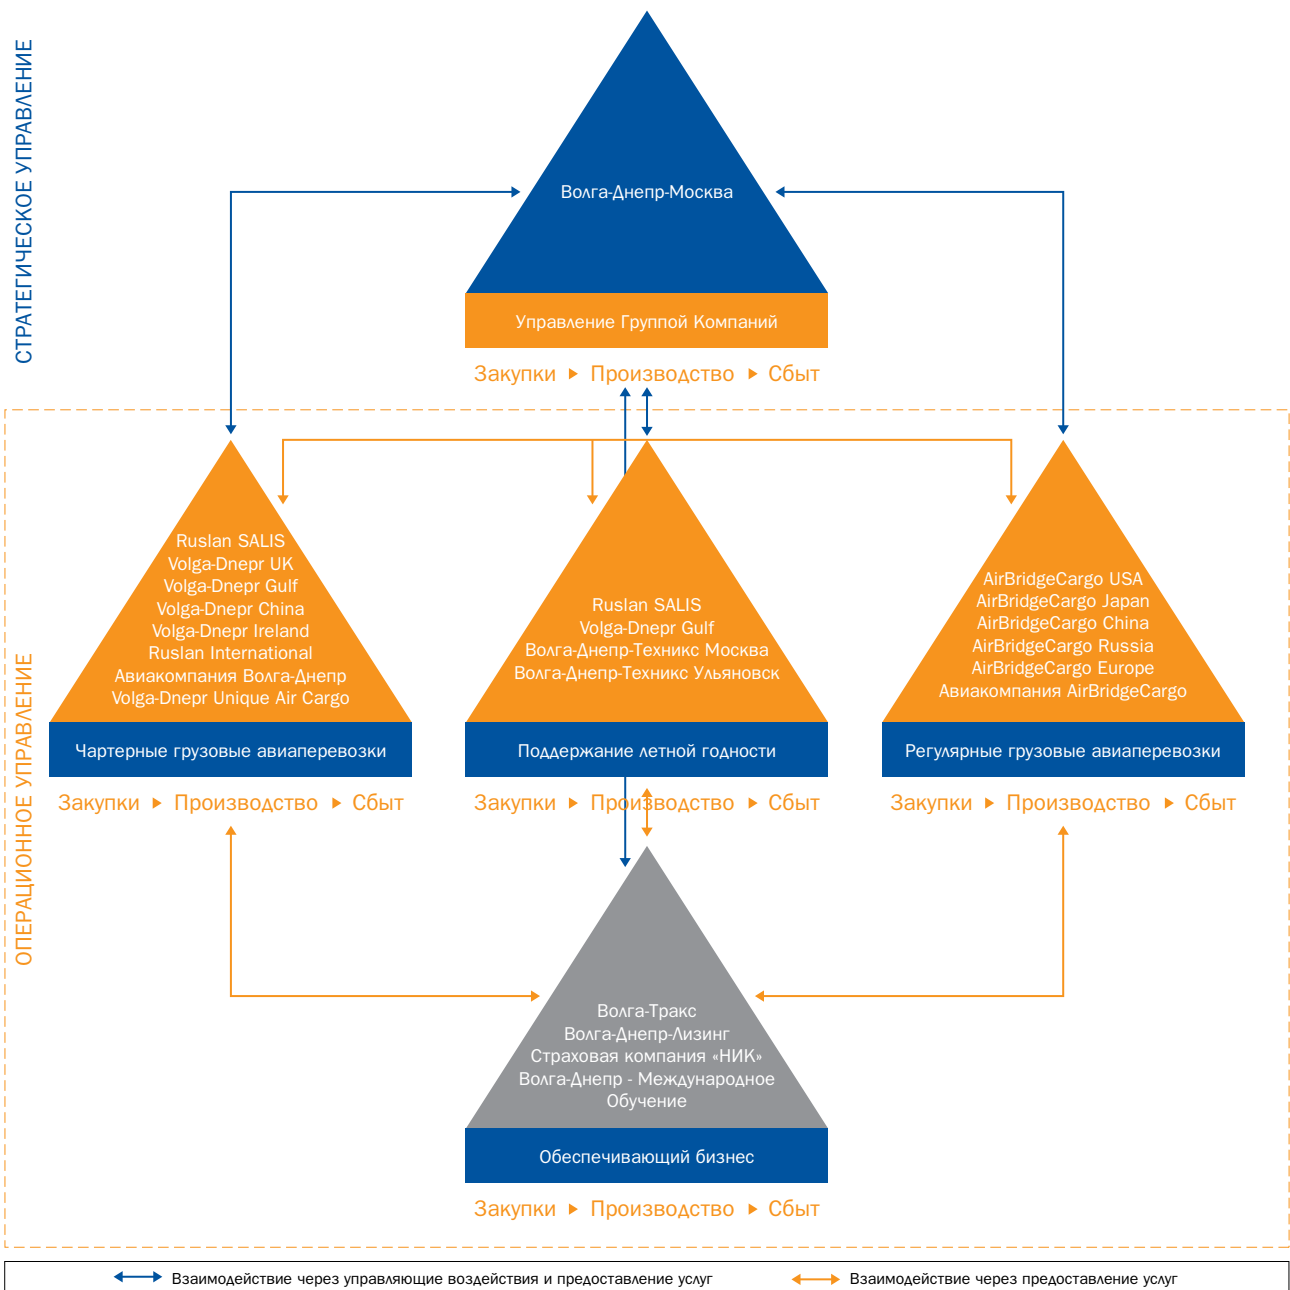 СТРАТЕГИЧЕСКОЕ УПРАВЛЕНИЕ
Волга-Днепр-Москва
Управление Группой Компаний
Закупки ▸ Производство ▸ Сбыт
ОПЕРАЦИОННОЕ УПРАВЛЕНИЕ
Ruslan SALIS
Volga-Dnepr UK
Volga-Dnepr Gulf
Volga-Dnepr China
Volga-Dnepr Ireland
Ruslan International
Авиакомпания Волга-Днепр
Volga-Dnepr Unique Air Cargo
Чартерные грузовые авиаперевозки
Закупки ▸ Производство ▸ Сбыт
Ruslan SALIS
Volga-Dnepr Gulf
Волга-Днепр-Техникс Москва
Волга-Днепр-Техникс Ульяновск
Поддержание летной годности
Закупки ▸ Производство ▸ Сбыт
AirBridgeCargo USA
AirBridgeCargo Japan
AirBridgeCargo China
AirBridgeCargo Russia
AirBridgeCargo Europe
Авиакомпания AirBridgeCargo
Регулярные грузовые авиаперевозки
Закупки ▸ Производство ▸ Сбыт
Волга-Тракс
Волга-Днепр-Лизинг
Страховая компания «НИК»
Волга-Днепр - Международное
Обучение
Обеспечивающий бизнес
Закупки ▸ Производство ▸ Сбыт
Взаимодействие через управляющие воздействия и предоставление услуг
Взаимодействие через предоставление услуг